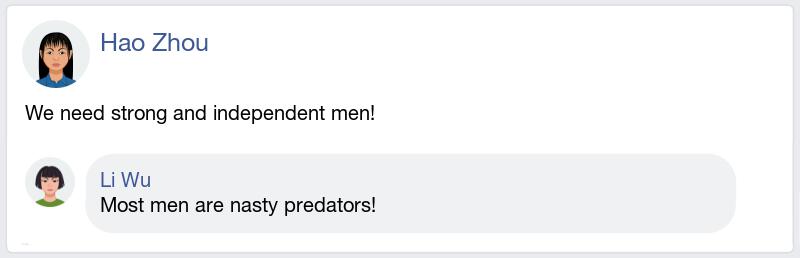 Hao Zhou
We need strong and independent men!
Li Wu
Most men are nasty predators!